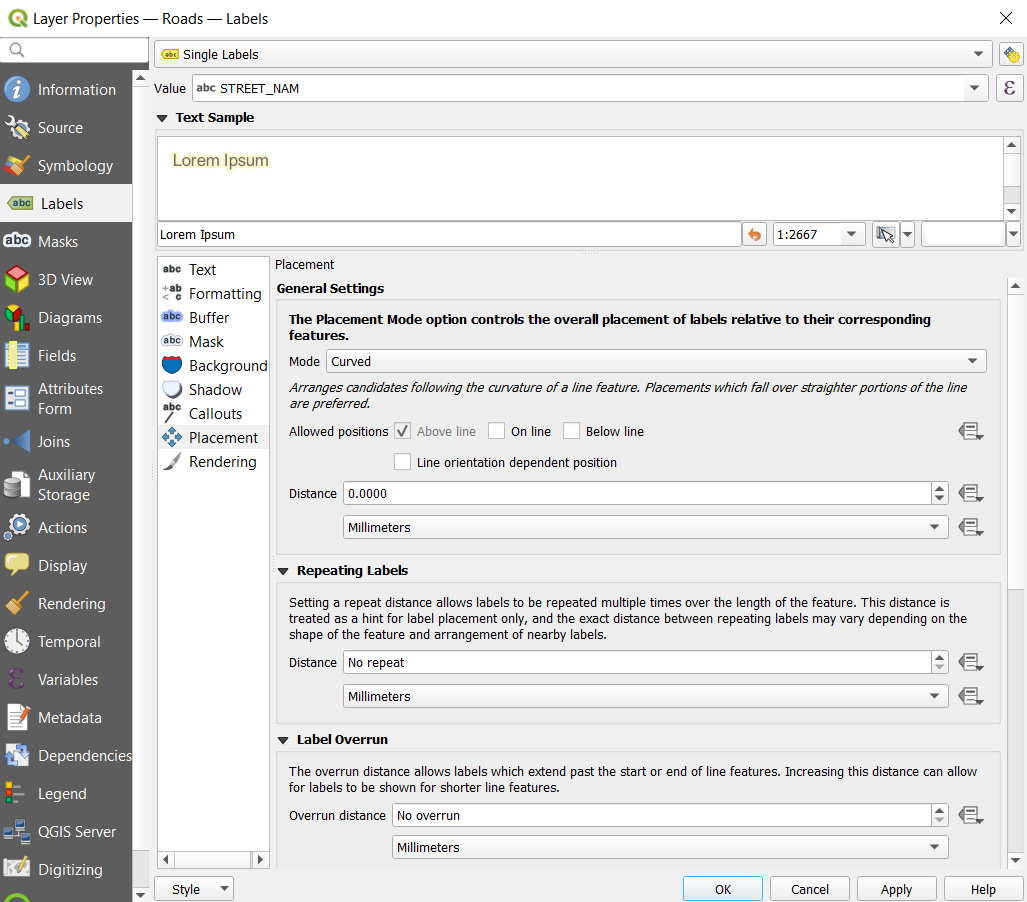 Layer Properties — Roads — Labels
Single Labels
Value abc STREET_NAM
Text Sample
Lorem Ipsum
Lorem Ipsum
1:2667
Information
Source
Symbology
abc Labels
abc Masks
3D View
Diagrams
Fields
Attributes
Form
Joins
Auxiliary
Storage
Actions
Display
Rendering
Temporal
Variables
Metadata
Dependencies
Legend
QGIS Server
Digitizing
abc Text
+ab
< c Formatting
abc Buffer
abc Mask
Background
Shadow
abc Callouts
Placement
Rendering
Placement
General Settings
The Placement Mode option controls the overall placement of labels relative to their corresponding
features.
Mode Curved
Arranges candidates following the curvature of a line feature. Placements which fall over straighter portions of the line
are preferred.
Allowed positions Above line On line Below line
Line orientation dependent position
Distance 0.0000
Millimeters
Repeating Labels
Setting a repeat distance allows labels to be repeated multiple times over the length of the feature. This distance is
treated as a hint for label placement only, and the exact distance between repeating labels may vary depending on the
shape of the feature and arrangement of nearby labels.
Distance No repeat
Millimeters
Label Overrun
The overrun distance allows labels which extend past the start or end of line features. Increasing this distance can allow
for labels to be shown for shorter line features.
Overrun distance No overrun
Millimeters
Style
OK
Cancel
Apply
Help